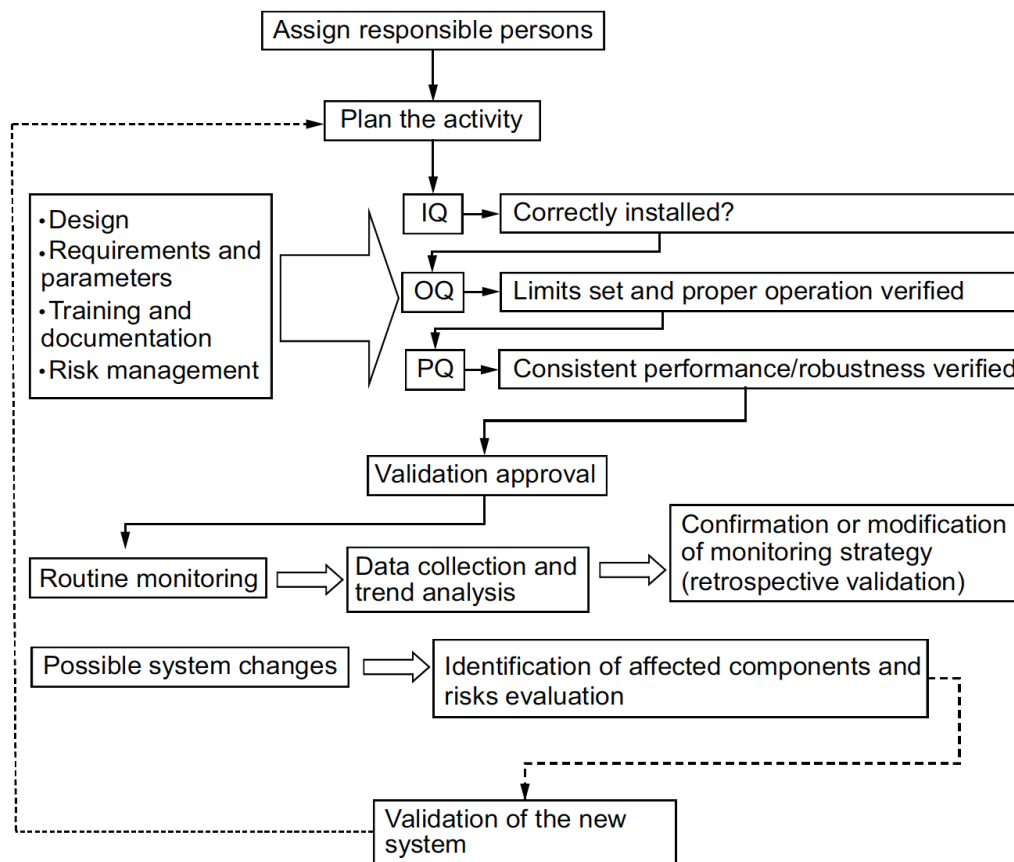 Assign responsible persons
Plan the activity
IQ
Correctly installed?
• Design
• Requirements and
parameters
• Training and
documentation
• Risk management
OQ
Limits set and proper operation verified
PQ
Consistent performance/robustness verified
Validation approval
Routine monitoring
Data collection and
trend analysis
Confirmation or modification
of monitoring strategy
(retrospective validation)
Possible system changes
Identification of affected components and
risks evaluation
Validation of the new
system